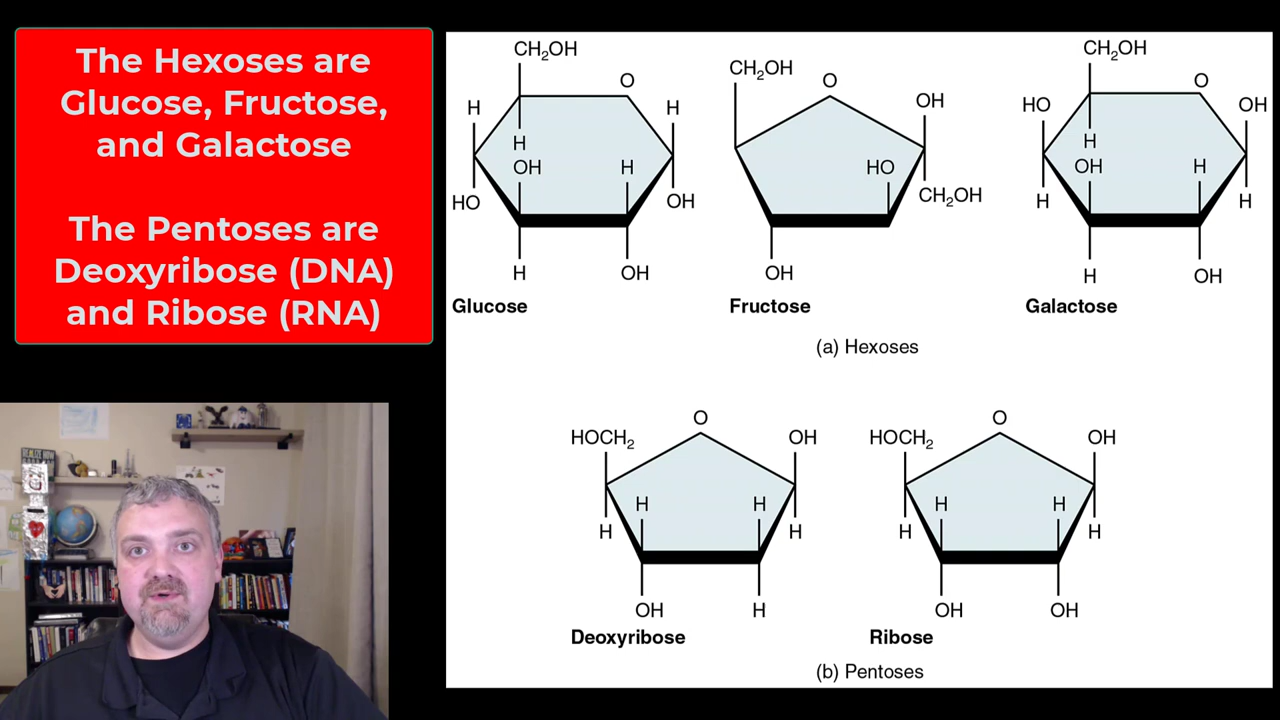 The Hexoses are
Glucose, Fructose,
and Galactose
The Pentoses are
Deoxyribose (DNA)
and Ribose (RNA)
CH₂OH
O
H
H
H
OH
H
HO
OH
H
OH
Glucose
CH₂OH
O
OH
HO
CH₂OH
OH
Fructose
CH₂OH
O
HO
OH
H
OH
H
H
H
H
OH
Galactose
(a) Hexoses
O
HOCH₂
OH
H
H
H
H
OH
H
Deoxyribose
O
HOCH₂
OH
H
H
H
H
OH
OH
Ribose
(b) Pentoses